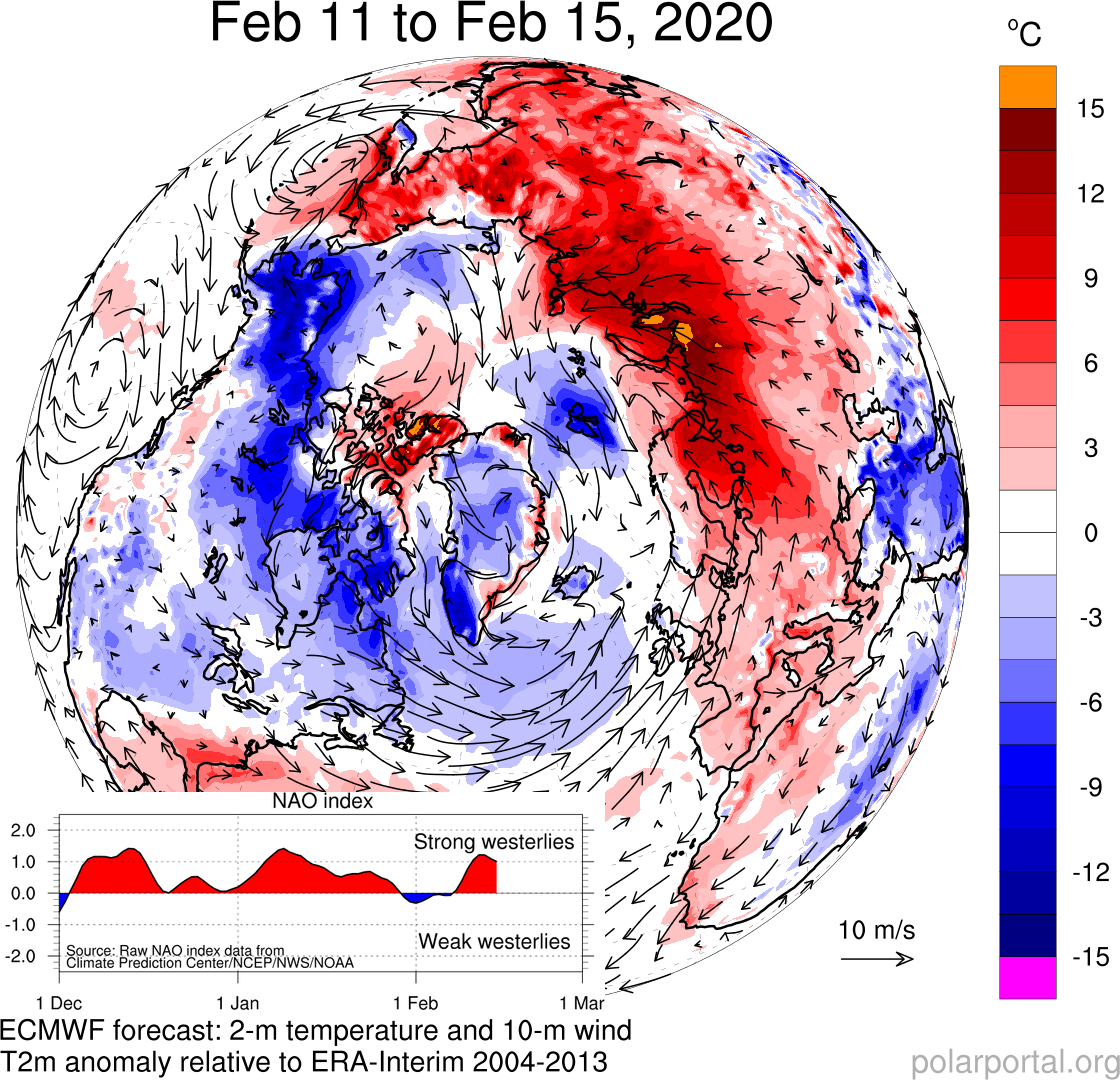 Feb 11 to Feb 15, 2020
oC
15
12
9
6
3
0
-3
-6
-9
-12
-15
10 m/s
NAO index
2.0
1.0
0.0
-1.0
-2.0
Strong westerlies
Weak westerlies
Source: Raw NAO index data from
Climate Prediction Center/NCEP/NWS/NOAA
1 Dec 1 Jan 1 Feb 1 Mar
ECMWF forecast: 2-m temperature and 10-m wind
T2m anomaly relative to ERA-Interim 2004-2013
polarportal.org